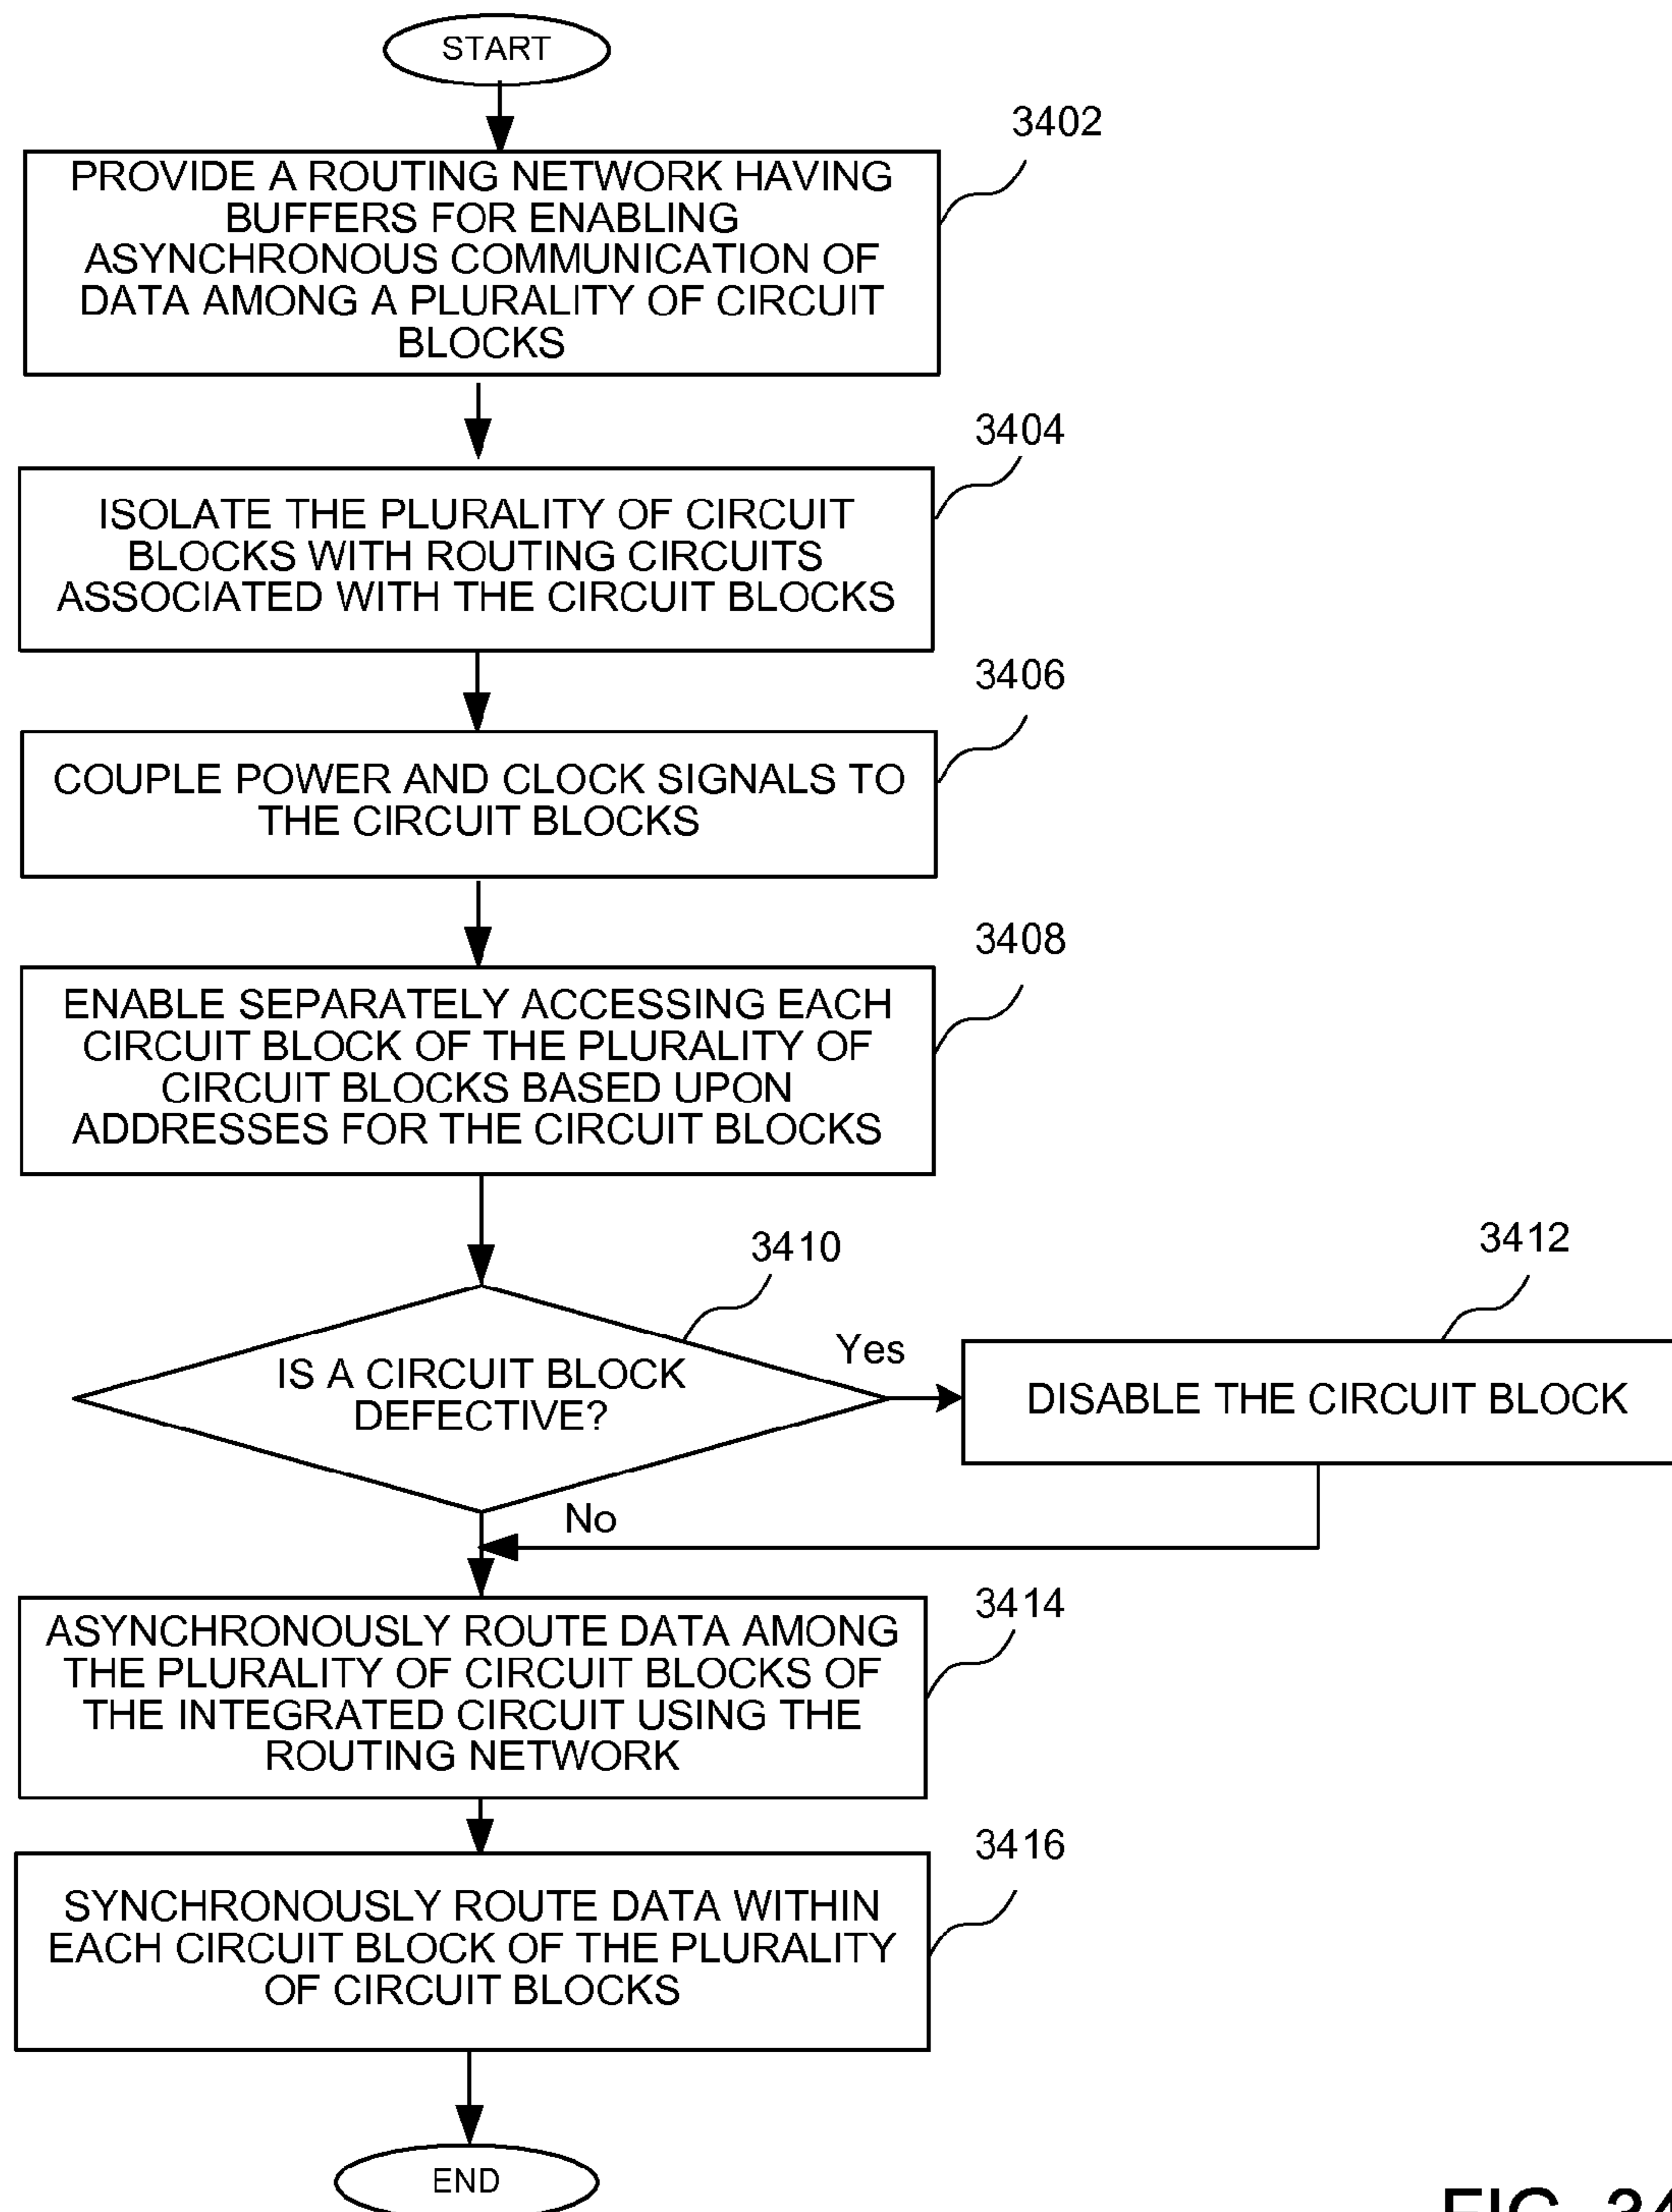 START
3402
PROVIDE A ROUTING NETWORK HAVING
BUFFERS FOR ENABLING
ASYNCHRONOUS COMMUNICATION OF
DATA AMONG A PLURALITY OF CIRCUIT
BLOCKS
3404
ISOLATE THE PLURALITY OF CIRCUIT
BLOCKS WITH ROUTING CIRCUITS
ASSOCIATED WITH THE CIRCUIT BLOCKS
3406
COUPLE POWER AND CLOCK SIGNALS TO
THE CIRCUIT BLOCKS
3408
ENABLE SEPARATELY ACCESSING EACH
CIRCUIT BLOCK OF THE PLURALITY OF
CIRCUIT BLOCKS BASED UPON
ADDRESSES FOR THE CIRCUIT BLOCKS
3410
3412
Yes
IS A CIRCUIT BLOCK
DEFECTIVE?
DISABLE THE CIRCUIT BLOCK
No
3414
ASYNCHRONOUSLY ROUTE DATA AMONG
THE PLURALITY OF CIRCUIT BLOCKS OF
THE INTEGRATED CIRCUIT USING THE
ROUTING NETWORK
3416
SYNCHRONOUSLY ROUTE DATA WITHIN
EACH CIRCUIT BLOCK OF THE PLURALITY
OF CIRCUIT BLOCKS
END
FIG. 34